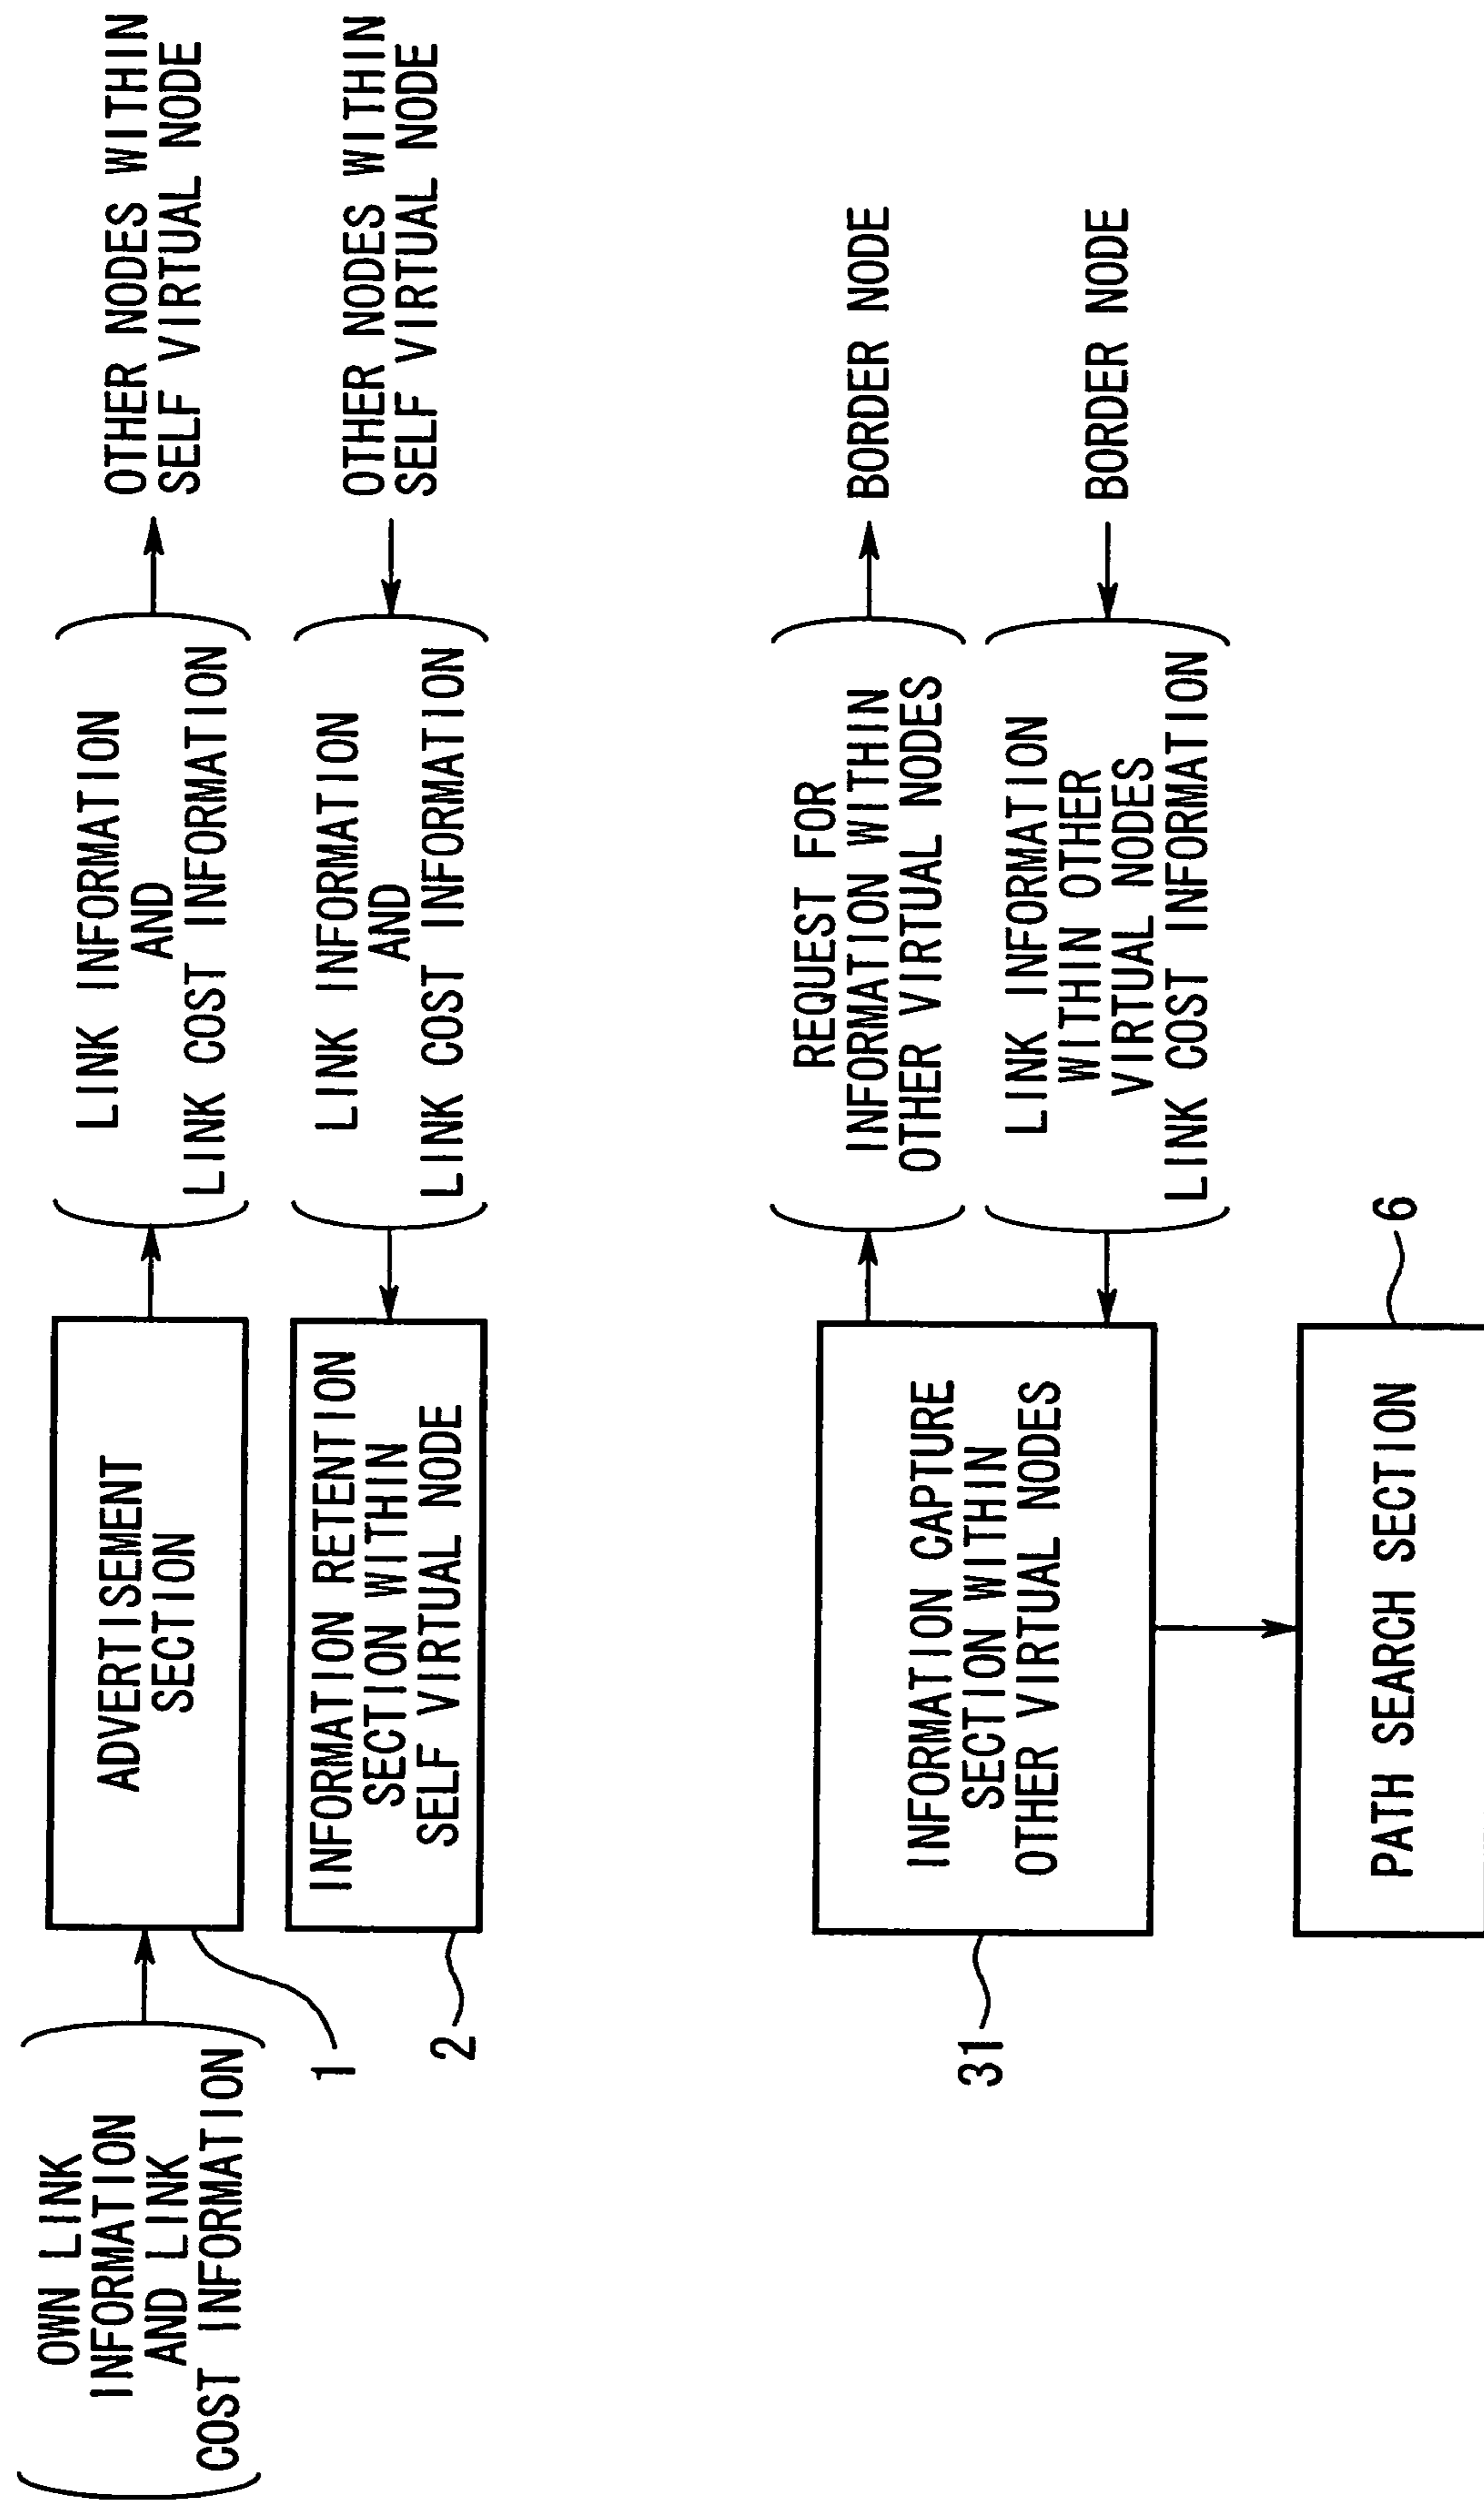 OWN LINK
INFORMATION
AND LINK
COST INFORMATION
1
ADVERTISEMENT
SECTION
LINK INFORMATION
AND
LINK COST INFORMATION
OTHER NODES WITHIN
SELF VIRTUAL NODE
2
INFORMATION RETENTION
SECTION WITHIN
SELF VIRTUAL NODE
LINK INFORMATION
AND
LINK COST INFORMATION
OTHER NODES WITHIN
SELF VIRTUAL NODE
31
INFORMATION CAPTURE
SECTION WITHIN
OTHER VIRTUAL NODES
REQUEST FOR
INFORMATION WITHIN
OTHER VIRTUAL NODES
BORDER NODE
LINK INFORMATION
WITHIN OTHER
VIRTUAL NODES
LINK COST INFORMATION
BORDER NODE
PATH SEARCH SECTION
6